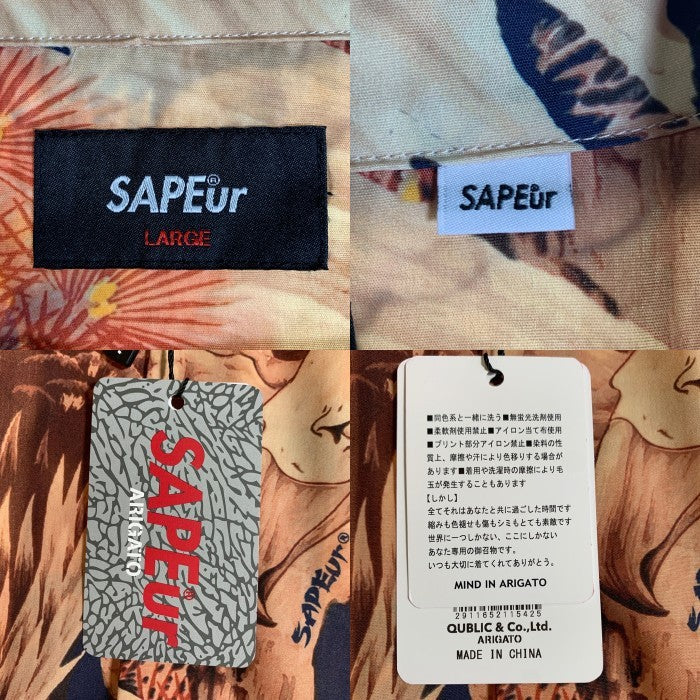 SAPEur®
LARGE
SAPEur
SAPEur®
ARIGATO
SAPEur®
■同色系と一緒に洗う■無蛍光洗剤使用
■柔軟剤使用禁止■アイロン当て布使用
■プリント部分アイロン禁止■染料の性
質上、摩擦や汗により色移りする場合が
あります■着用や洗濯時の摩擦により毛
玉が発生することもあります
【しかし】
全てそれはあなたと共に過ごした時間です
縮みも色褪せも傷もシミもとても素敵です
世界に一つしかない、ここにしかない
あなた専用の御召物です。
いつも大切に着てくれてありがとう。
MIND IN ARIGATO
2911652115425
QUBLIC & Co.,Ltd.
ARIGATO
MADE IN CHINA
SAPEur®